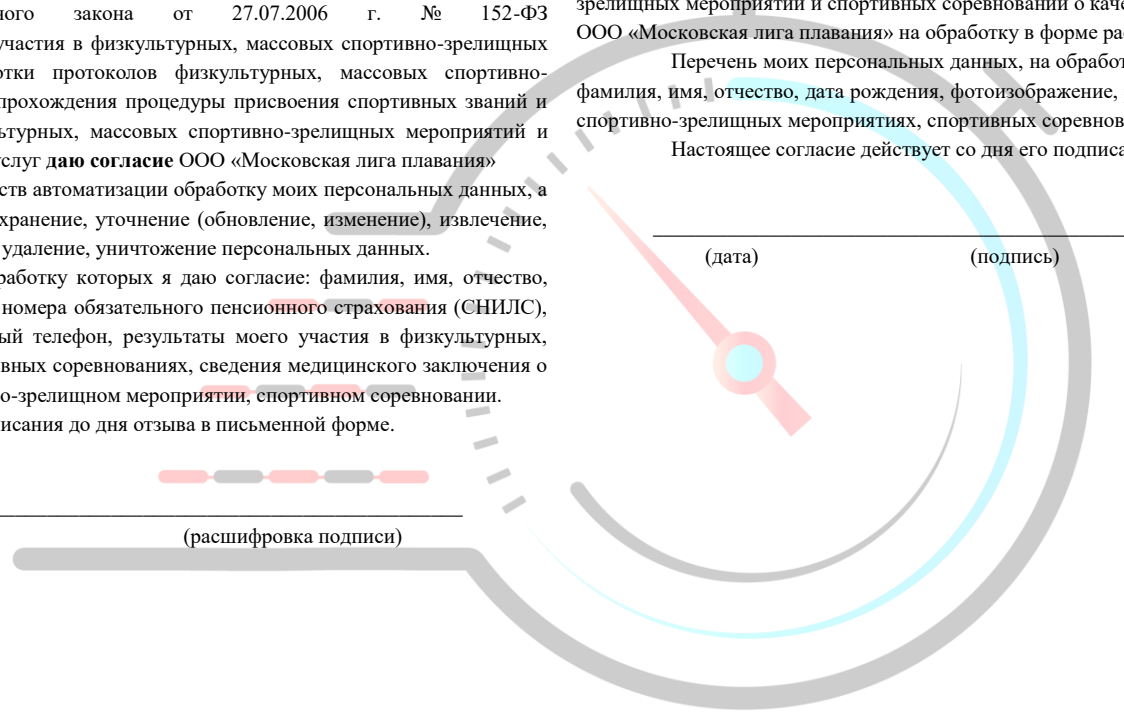 ного закона от 27.07.2006 г. № 152-ФЗ
участия в физкультурных, массовых спортивно-зрелищных
отки протоколов физкультурных, массовых спортивно-
прохождения процедуры присвоения спортивных званий и
ьтурных, массовых спортивно-зрелищных мероприятий и
услуг даю согласие ООО «Московская лига плавания»
ств автоматизации обработку моих персональных данных, а
хранение, уточнение (обновление, изменение), извлечение,
удаление, уничтожение персональных данных.
работку которых я даю согласие: фамилия, имя, отчество,
номера обязательного пенсионного страхования (СНИЛС),
ый телефон, результаты моего участия в физкультурных,
вных соревнованиях, сведения медицинского заключения о
о-зрелищном мероприятии, спортивном соревновании.
исания до дня отзыва в письменной форме.
(расшифровка подписи)
зрелищных мероприятий и спортивных соревнований о каче
ООО «Московская лига плавания» на обработку в форме рас
Перечень моих персональных данных, на обработ
фамилия, имя, отчество, дата рождения, фотоизображение,
спортивно-зрелищных мероприятиях, спортивных соревнов
Настоящее согласие действует со дня его подписа
(дата) (подпись)